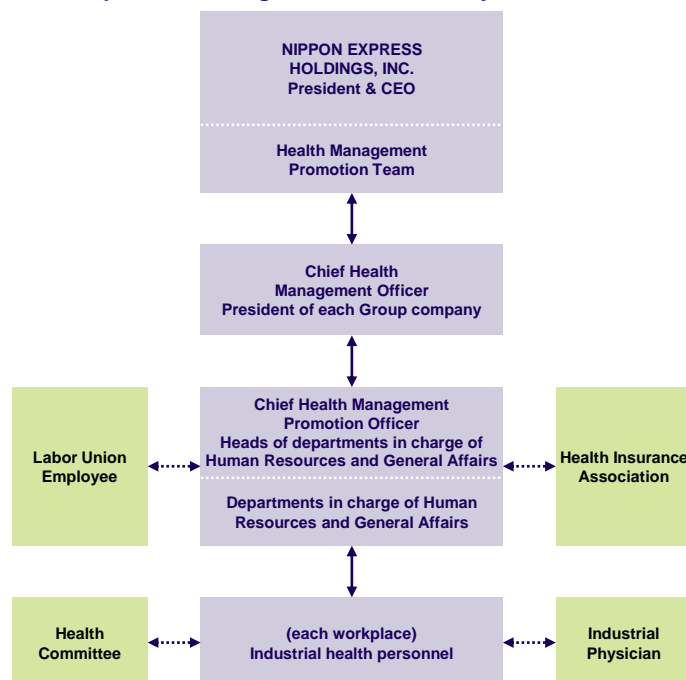 NIPPON EXPRESS
HOLDINGS, INC.
President & CEO
Health Management
Promotion Team
Chief Health
Management Officer
President of each Group company
Chief Health Management
Promotion Officer
Heads of departments in charge of
Human Resources and General Affairs
Departments in charge of Human
Resources and General Affairs
Labor Union
Employee
Health Insurance
Association
Health
Committee
(each workplace)
Industrial health personnel
Industrial
Physician